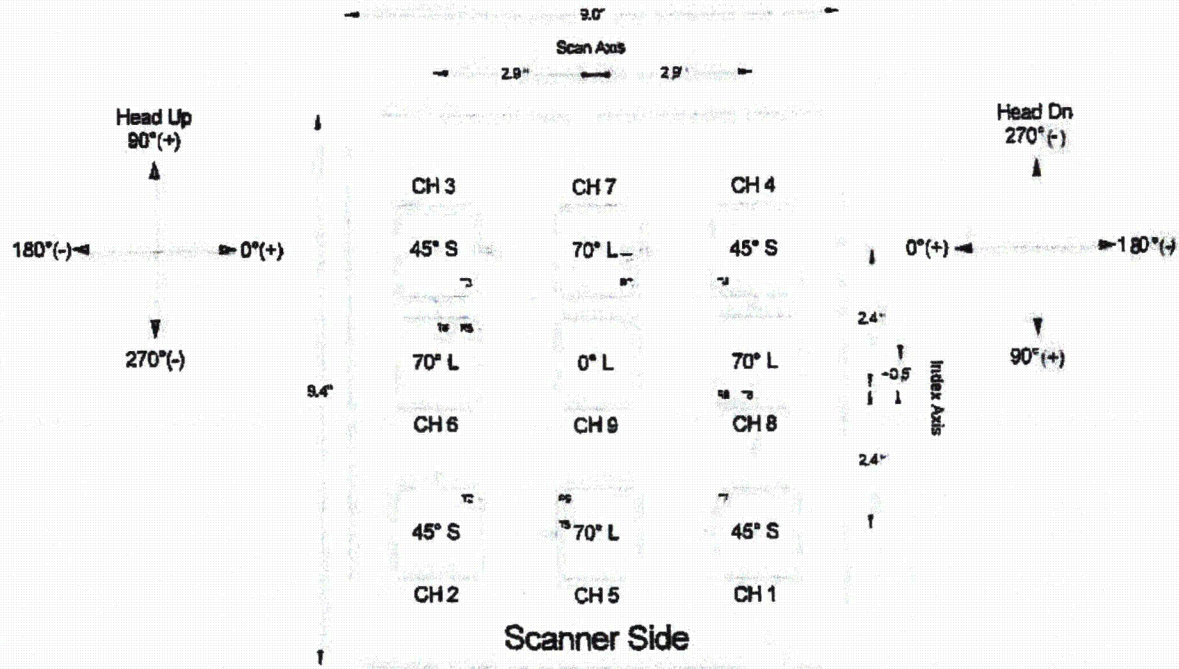 9.0"
Scan Axis
2.9" 2.9"
Head Up
90°(+)
Head Dn
270°(-)
CH 3 CH 7 CH 4
180°(-) 0°(+) 45° S 70° L 45° S 0°(+) 180°(-)
2.4"
270°(-) 70° L 0° L 70° L 90°(+)
~0.5"
Index Axis
9.4"
CH 6 CH 9 CH 8
2.4"
45° S 70° L 45° S
CH 2 CH 5 CH 1
Scanner Side